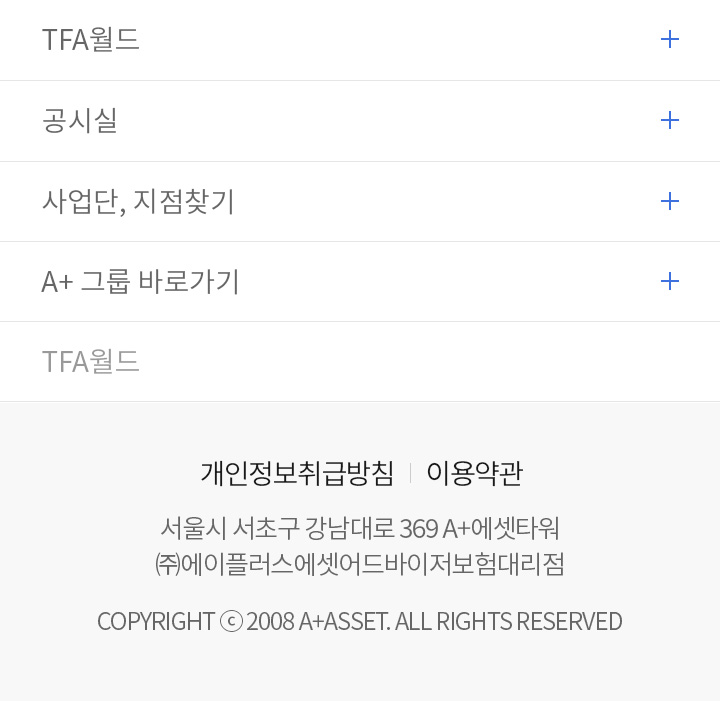 TFA월드
공시실
사업단, 지점찾기
A+ 그룹 바로가기
TFA월드
개인정보취급방침 | 이용약관
서울시 서초구 강남대로 369 A+에셋타워
㈜에이플러스에셋어드바이저보험대리점
COPYRIGHT ⓒ 2008 A+ASSET. ALL RIGHTS RESERVED